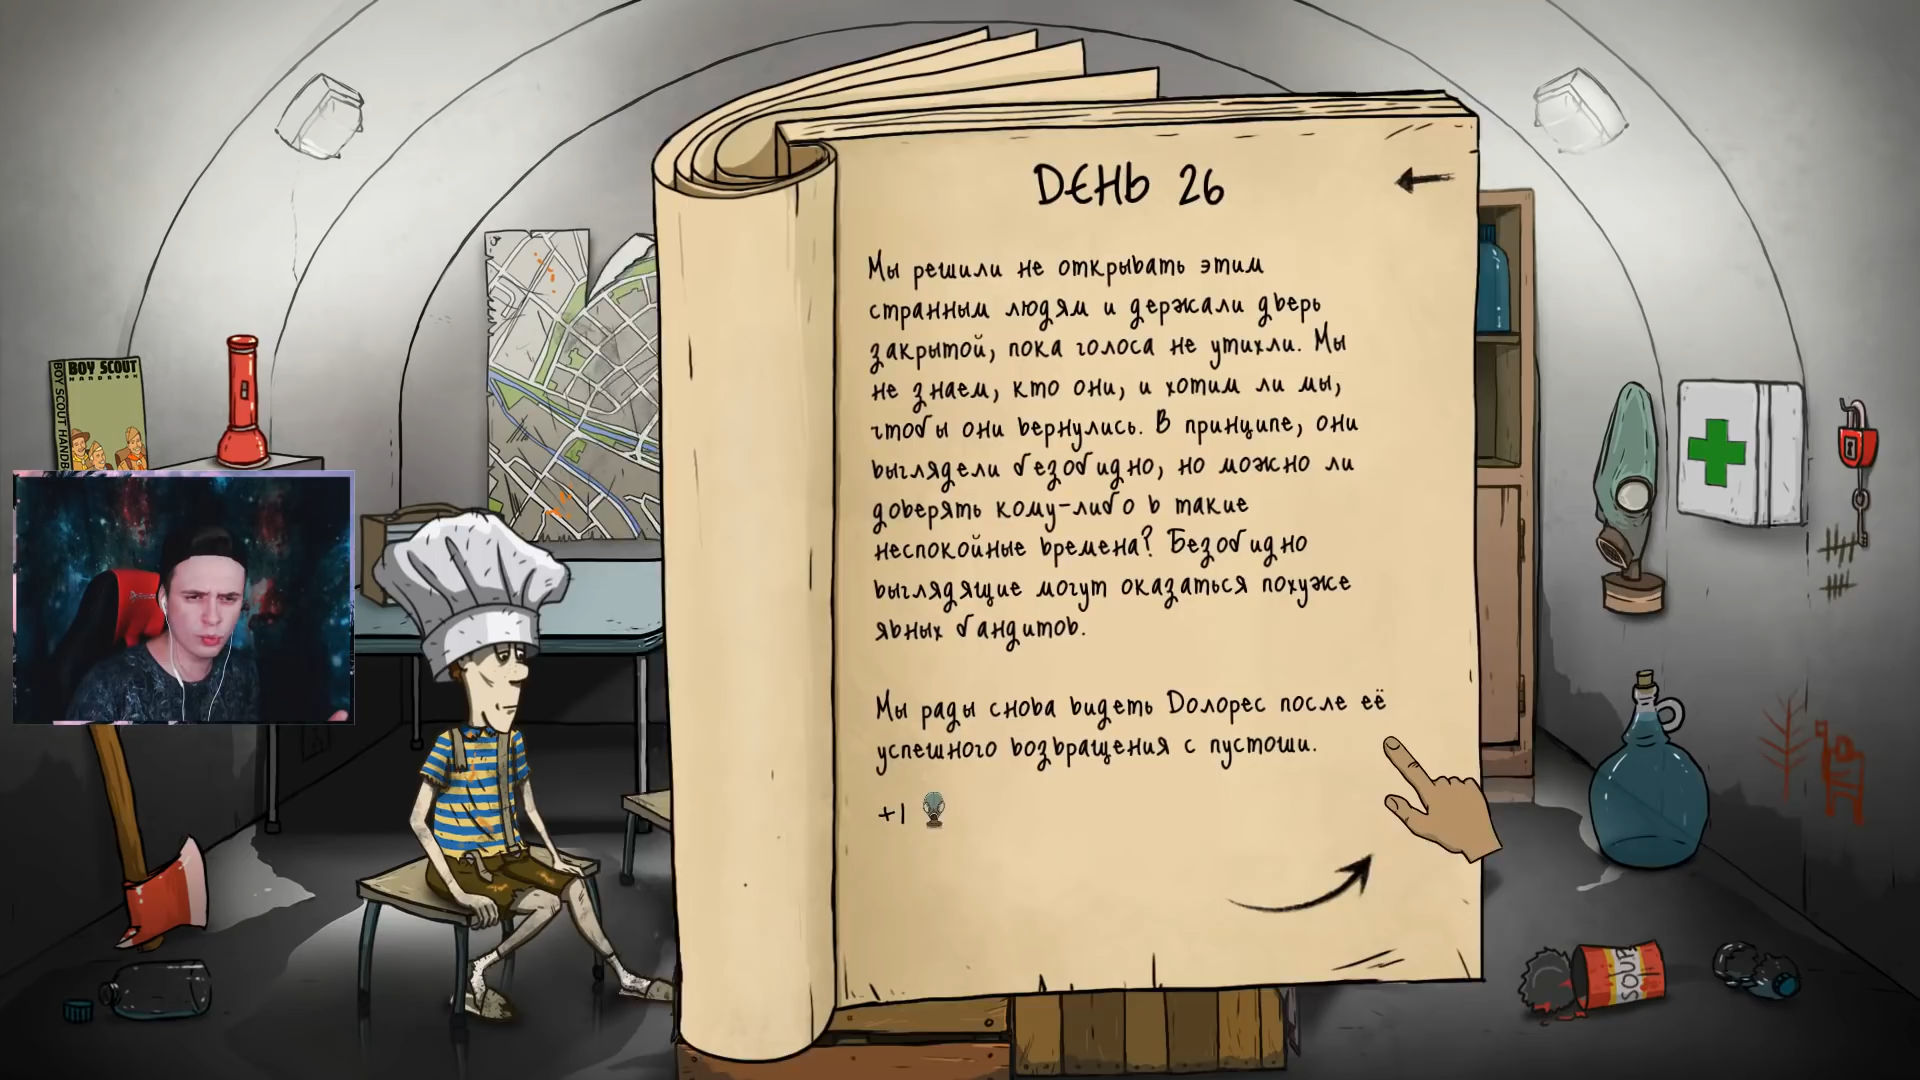 BOY SCOUT
HANDBOOK
BOY SCOUT HANDB
ДЕНЬ 26
Мы решили не открывать этим
странным людям и держали дверь
закрытой, пока голоса не утихли. Мы
не знаем, кто они, и хотим ли мы,
чтобы они вернулись. В принципе, они
выглядели безобидно, но можно ли
доверять кому-либо в такие
неспокойные времена? Безобидно
выглядящие могут оказаться похуже
явных бандитов.
Мы рады снова видеть Долорес после её
успешного возвращения с пустоши.
+1
SOUP